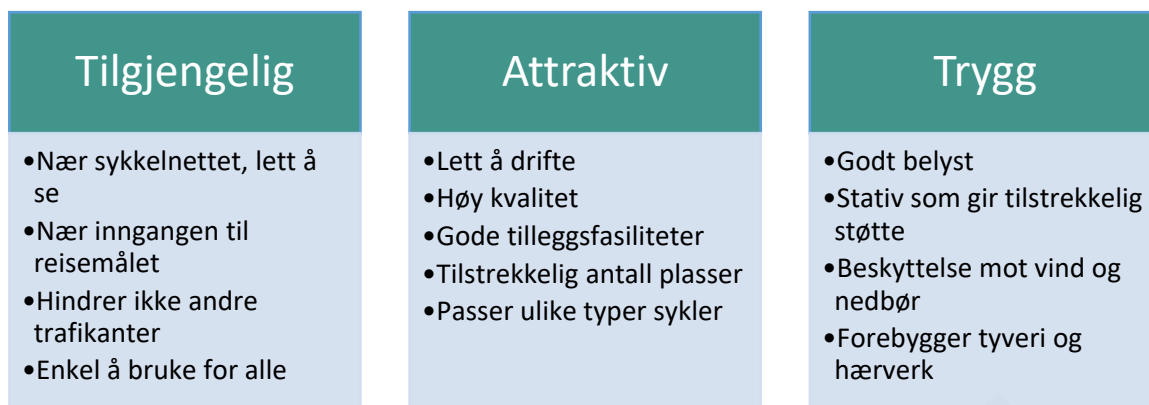 Tilgjengelig
•Nær sykkelnettet, lett å
se
•Nær inngangen til
reisemålet
•Hindrer ikke andre
trafikanter
•Enkel å bruke for alle
Attraktiv
•Lett å drifte
•Høy kvalitet
•Gode tilleggsfasiliteter
•Tilstrekkelig antall plasser
•Passer ulike typer sykler
Trygg
•Godt belyst
•Stativ som gir tilstrekkelig
støtte
•Beskyttelse mot vind og
nedbør
•Forebygger tyveri og
hærverk